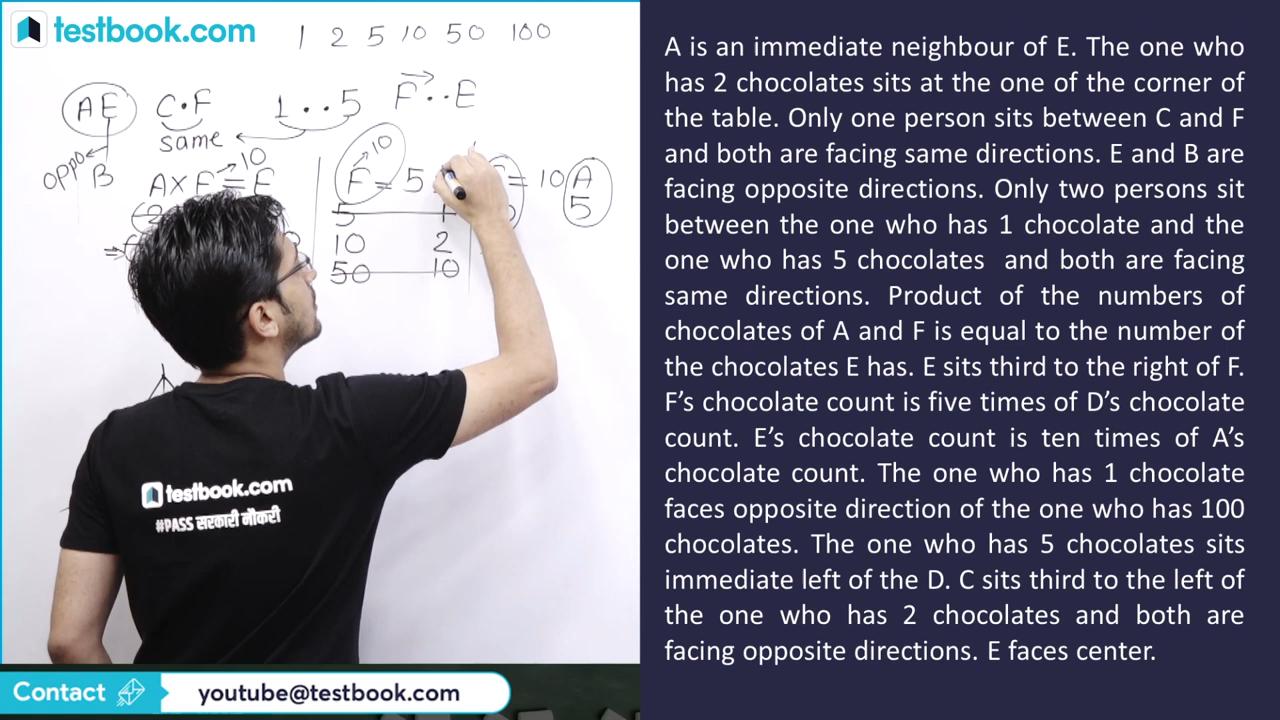 testbook.com
1 2 5 10 50 100
A E C • F 1 • • 5 F • • E
same
oppo B 10
A × F = E
10
F = 5
= 10 A
5 5
10 2
50 10
testbook.com
#PASS सरकारी नौकरी
Contact youtube@testbook.com
A is an immediate neighbour of E. The one who
has 2 chocolates sits at the one of the corner of
the table. Only one person sits between C and F
and both are facing same directions. E and B are
facing opposite directions. Only two persons sit
between the one who has 1 chocolate and the
one who has 5 chocolates and both are facing
same directions. Product of the numbers of
chocolates of A and F is equal to the number of
the chocolates E has. E sits third to the right of F.
F’s chocolate count is five times of D’s chocolate
count. E’s chocolate count is ten times of A’s
chocolate count. The one who has 1 chocolate
faces opposite direction of the one who has 100
chocolates. The one who has 5 chocolates sits
immediate left of the D. C sits third to the left of
the one who has 2 chocolates and both are
facing opposite directions. E faces center.